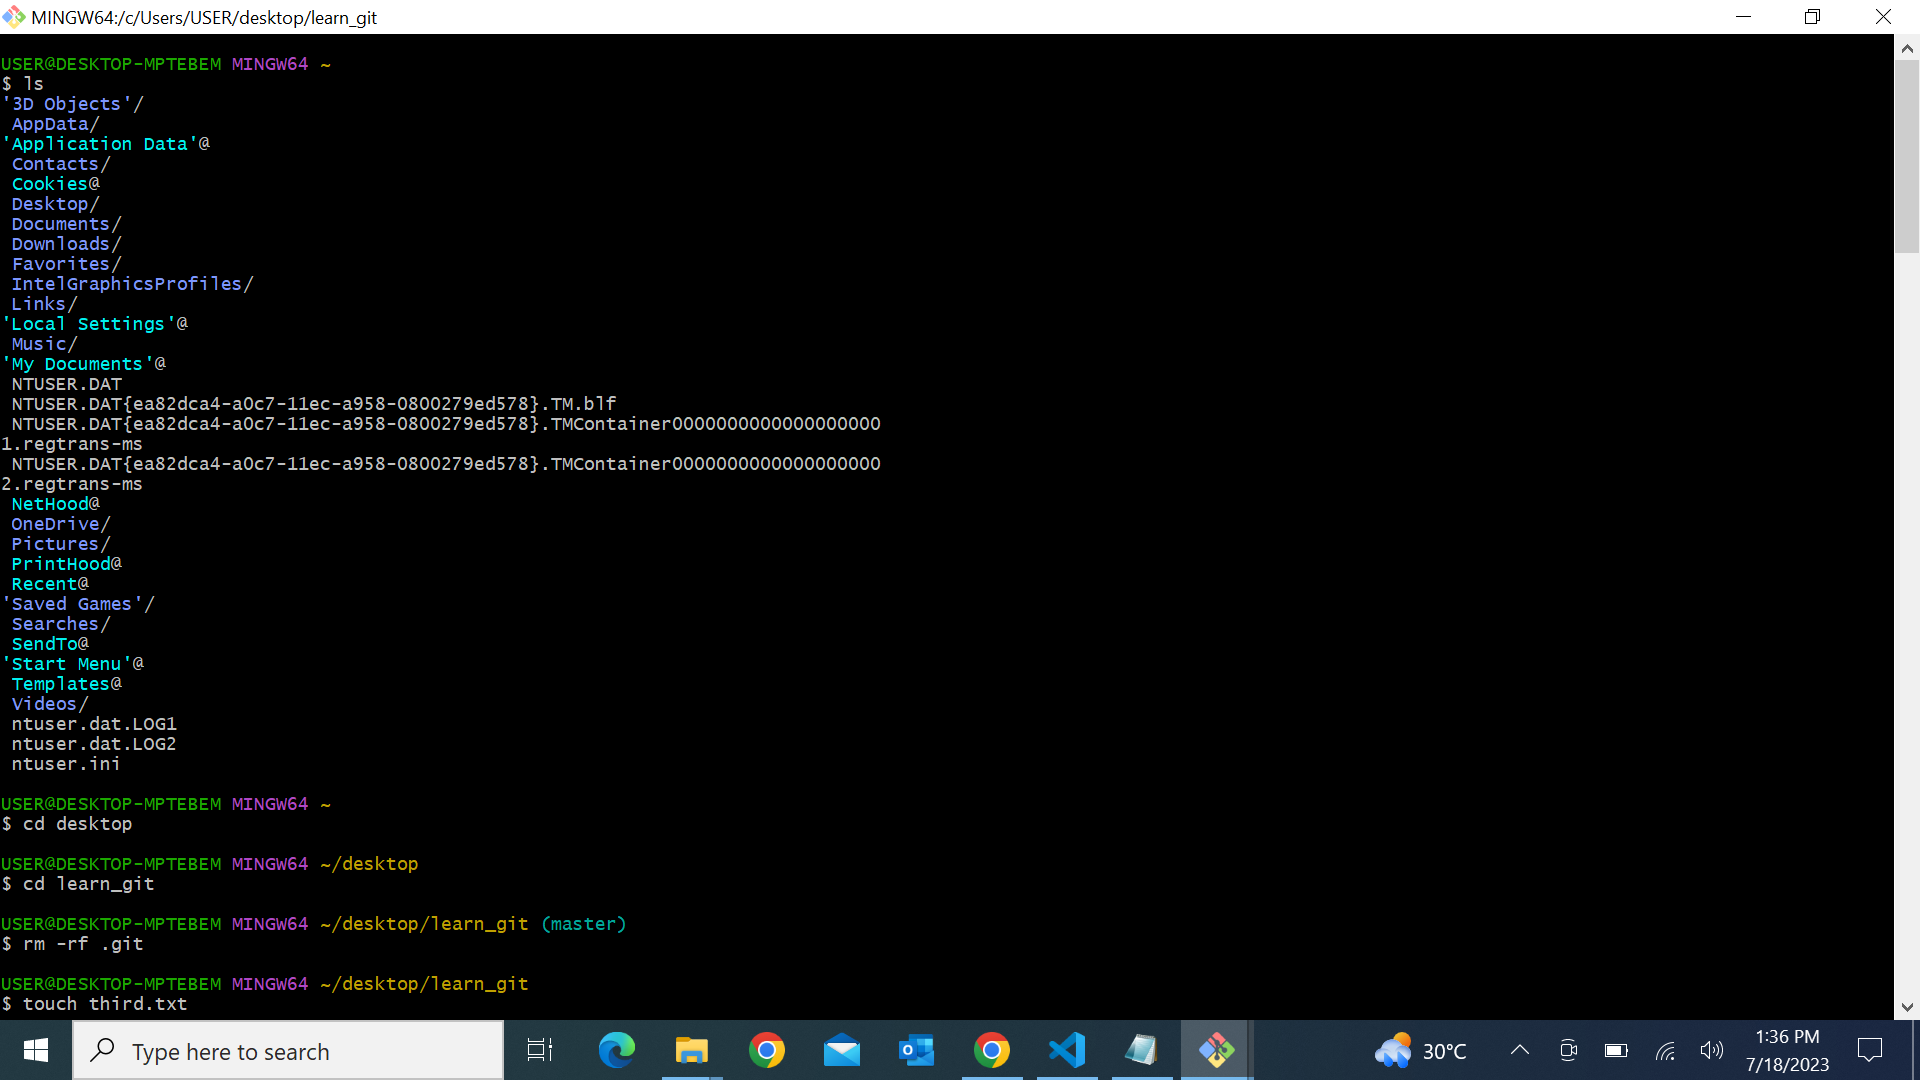 MINGW64:/c/Users/USER/desktop/learn_git
USER@DESKTOP-MPTEBEM MINGW64 ~
$ ls
'3D Objects'/
AppData/
'Application Data'@
Contacts/
Cookies@
Desktop/
Documents/
Downloads/
Favorites/
IntelGraphicsProfiles/
Links/
'Local Settings'@
Music/
'My Documents'@
NTUSER.DAT
NTUSER.DAT{ea82dca4-a0c7-11ec-a958-0800279ed578}.TM.blf
NTUSER.DAT{ea82dca4-a0c7-11ec-a958-0800279ed578}.TMContainer0000000000000000000
1.regtrans-ms
NTUSER.DAT{ea82dca4-a0c7-11ec-a958-0800279ed578}.TMContainer0000000000000000000
2.regtrans-ms
NetHood@
OneDrive/
Pictures/
PrintHood@
Recent@
'Saved Games'/
Searches/
SendTo@
'Start Menu'@
Templates@
Videos/
ntuser.dat.LOG1
ntuser.dat.LOG2
ntuser.ini
USER@DESKTOP-MPTEBEM MINGW64 ~
$ cd desktop
USER@DESKTOP-MPTEBEM MINGW64 ~/desktop
$ cd learn_git
USER@DESKTOP-MPTEBEM MINGW64 ~/desktop/learn_git (master)
$ rm -rf .git
USER@DESKTOP-MPTEBEM MINGW64 ~/desktop/learn_git
$ touch third.txt
Type here to search
30°C
1:36 PM
7/18/2023